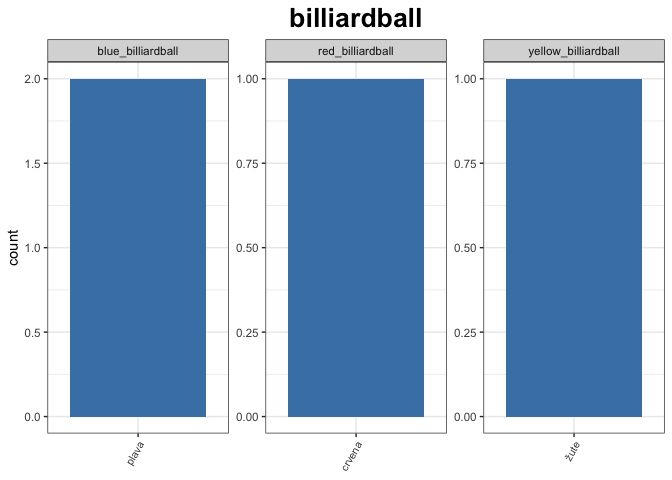 billiardball
blue_billiardball red_billiardball yellow_billiardball
2.0 1.00 1.00
1.5 0.75 0.75
count
1.0 0.50 0.50
0.5 0.25 0.25
0.0 0.00 0.00
plava crvena žute